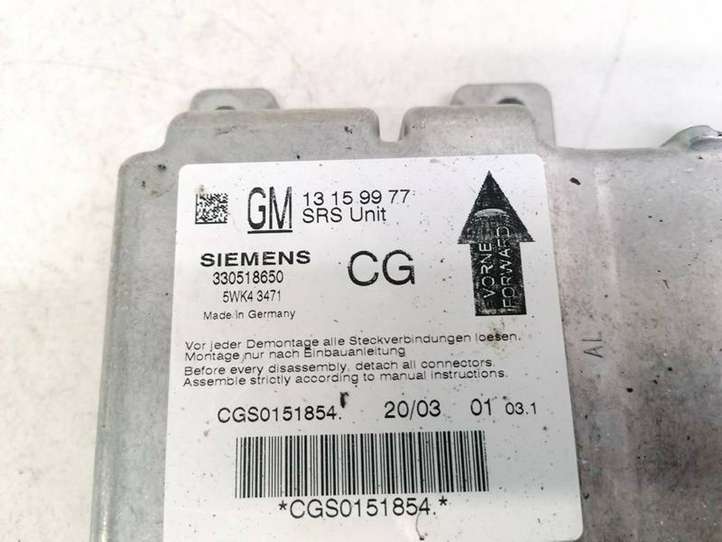 GM 13 159 9 77
SRS Unit
SIEMENS
330518650
5WK4 3471
Made in Germany
CG
VORNE
FORWARD
Vor jeder Demontage alle Steckverbindungen loesen.
Montage nur nach Einbauanleitung
Before every disassembly, detach all connectors.
Assemble strictly according to manual instructions.
CGS0151854. 20/03 01 03.1
*CGS0151854.*
AL